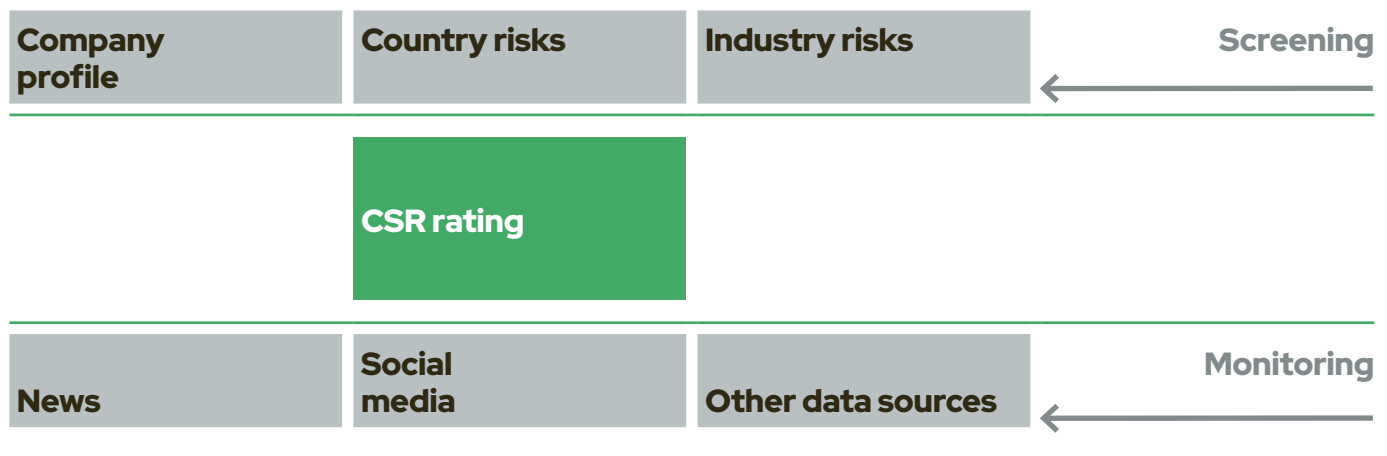 Company
profile
Country risks
Industry risks
Screening
CSR rating
News
Social
media
Other data sources
Monitoring